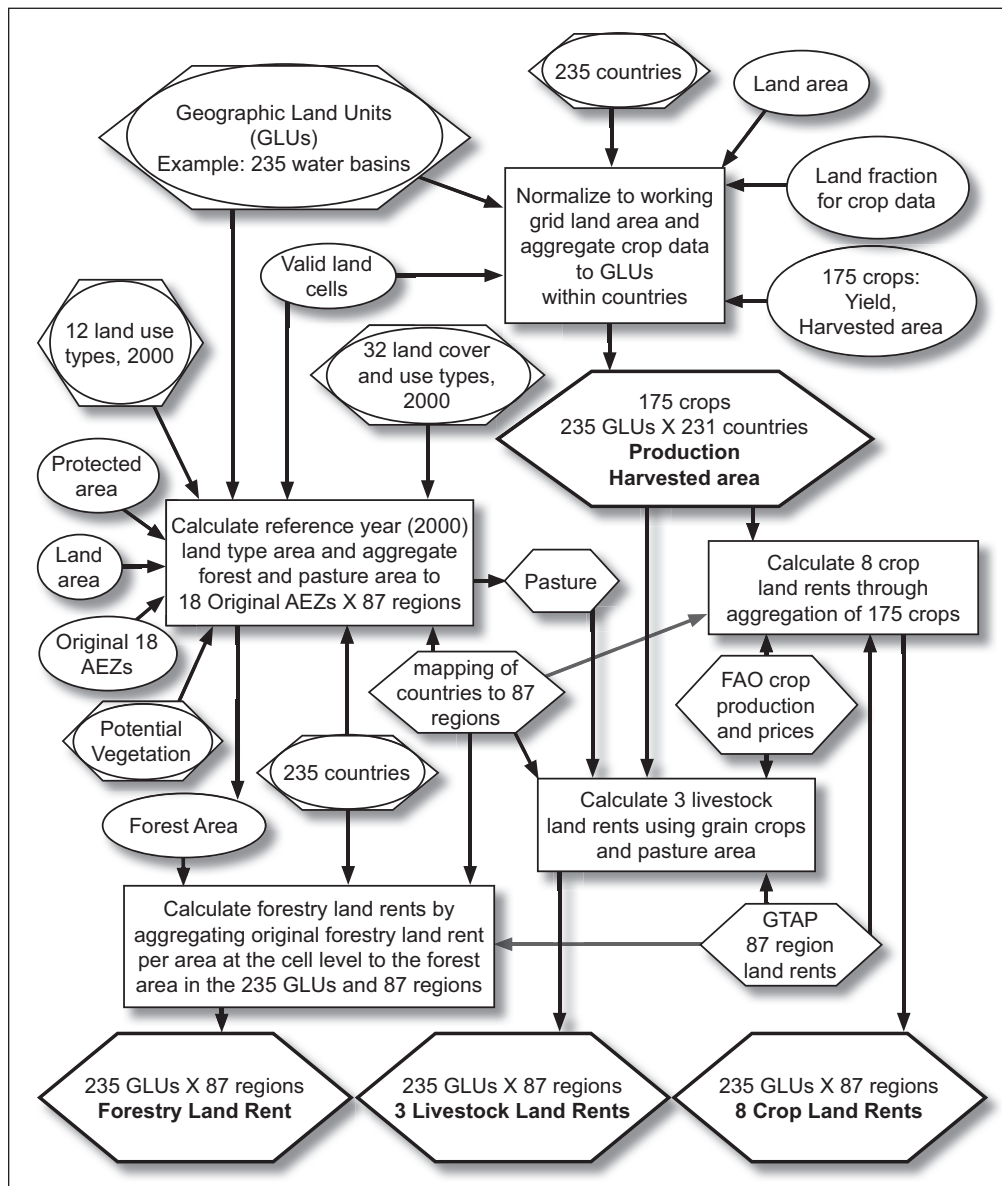 235 countries
Land area
Geographic Land Units
(GLUs)
Example: 235 water basins
Normalize to working
grid land area and
aggregate crop data
to GLUs
within countries
Land fraction
for crop data
Valid land
cells
175 crops:
Yield,
Harvested area
12 land use
types, 2000
32 land cover
and use types,
2000
175 crops
235 GLUs X 231 countries
Production
Harvested area
Protected
area
Calculate reference year (2000)
land type area and aggregate
forest and pasture area to
18 Original AEZs X 87 regions
Land
area
Original 18
AEZs
Pasture
Calculate 8 crop
land rents through
aggregation of 175 crops
mapping of
countries to 87
regions
FAO crop
production
and prices
Potential
Vegetation
235 countries
Forest Area
Calculate 3 livestock
land rents using grain crops
and pasture area
Calculate forestry land rents by
aggregating original forestry land rent
per area at the cell level to the forest
area in the 235 GLUs and 87 regions
GTAP
87 region
land rents
235 GLUs X 87 regions
Forestry Land Rent
235 GLUs X 87 regions
3 Livestock Land Rents
235 GLUs X 87 regions
8 Crop Land Rents